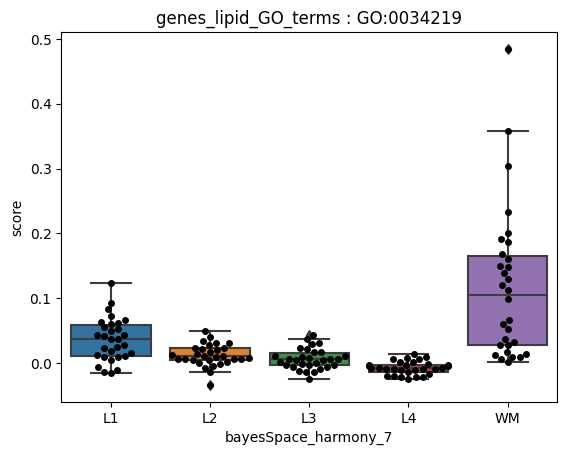 genes_lipid_GO_terms : GO:0034219
0.5
0.4
0.3
0.2
0.1
0.0
score
L1 L2 L3 L4 WM
bayesSpace_harmony_7